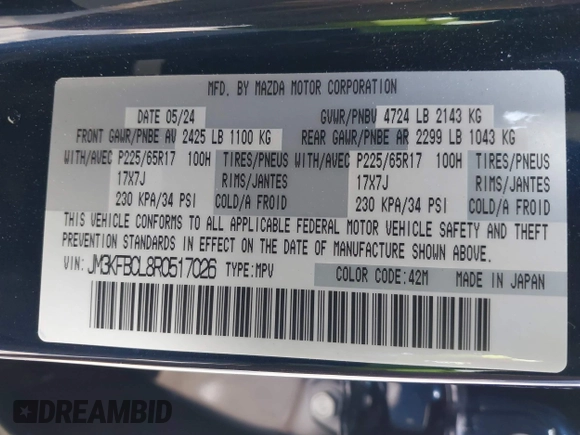 MFD. BY MAZDA MOTOR CORPORATION
DATE 05/24 GVWR/PNBV 4724 LB 2143 KG
FRONT GAWR/PNBE AV 2425 LB 1100 KG REAR GAWR/PNBE AR 2299 LB 1043 KG
WITH/AVEC P225/65R17 100H TIRES/PNEUS WITH/AVEC P225/65R17 100H TIRES/PNEUS
17X7J RIMS/JANTES 17X7J RIMS/JANTES
230 KPA/34 PSI COLD/A FROID 230 KPA/34 PSI COLD/A FROID
THIS VEHICLE CONFORMS TO ALL APPLICABLE FEDERAL MOTOR VEHICLE SAFETY AND THEFT
PREVENTION STANDARDS IN EFFECT ON THE DATE OF MANUFACTURE SHOWN ABOVE.
VIN: JM3KFBCL8R0517026 TYPE:MPV COLOR CODE:42M MADE IN JAPAN
DREAMBID